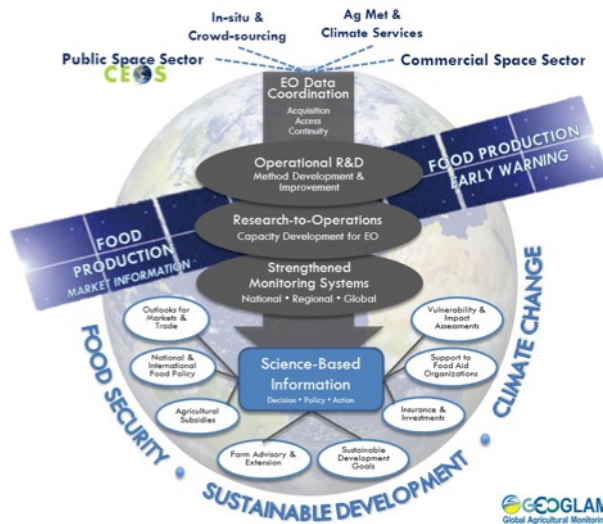 In-situ &
Crowd-sourcing
Ag Met &
Climate Services
Public Space Sector
CEOS
Commercial Space Sector
EO Data
Coordination
Acquisition
Access
Continuity
Operational R&D
Method Development &
Improvement
FOOD PRODUCTION
EARLY WARNING
Research-to-Operations
Capacity Development for EO
FOOD
PRODUCTION
MARKET INFORMATION
Strengthened
Monitoring Systems
National • Regional • Global
Outlooks for
Markets &
Trade
Vulnerability &
Impact
Assessments
National &
International
Food Policy
Science-Based
Information
Decision • Policy • Action
Support to
Food Aid
Organizations
Agricultural
Subsidies
Insurance &
Investments
Farm Advisory &
Extension
Sustainable
Development
Goals
FOOD SECURITY • SUSTAINABLE DEVELOPMENT • CLIMATE CHANGE
GEOGLAM
Global Agricultural Monitorin